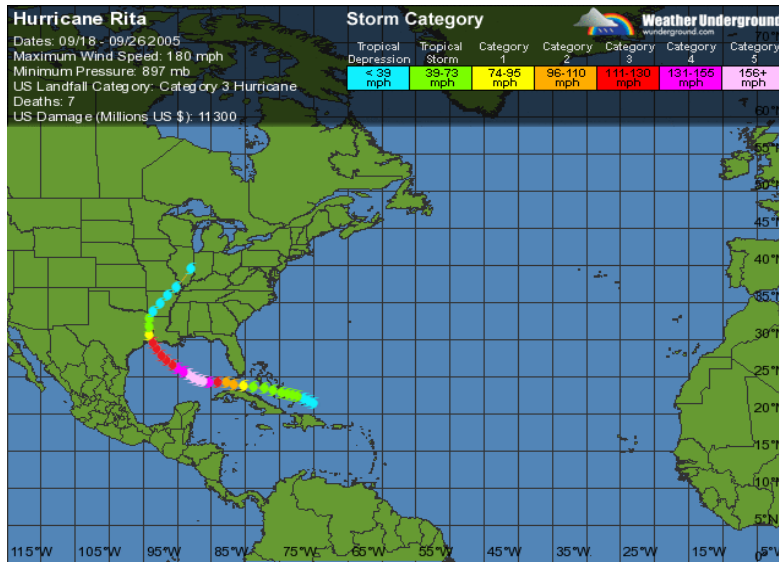 Hurricane Rita
Dates: 09/18 - 09/26 2005
Maximum Wind Speed: 180 mph
Minimum Pressure: 897 mb
US Landfall Category: Category 3 Hurricane
Deaths: 7
US Damage (Millions US $): 11300
Storm Category
Weather Underground
wunderground.com
Tropical Depression
Tropical Storm
Category 1
Category 2
Category 3
Category 4
Category 5
< 39 mph
39-73 mph
74-95 mph
96-110 mph
111-130 mph
131-155 mph
156+ mph
60°N
55°N
50°N
45°N
40°N
35°N
30°N
25°N
20°N
15°N
10°N
5°N
0°
115°W
105°W
95°W
85°W
75°W
65°W
55°W
45°W
35°W
25°W
15°W
5°W